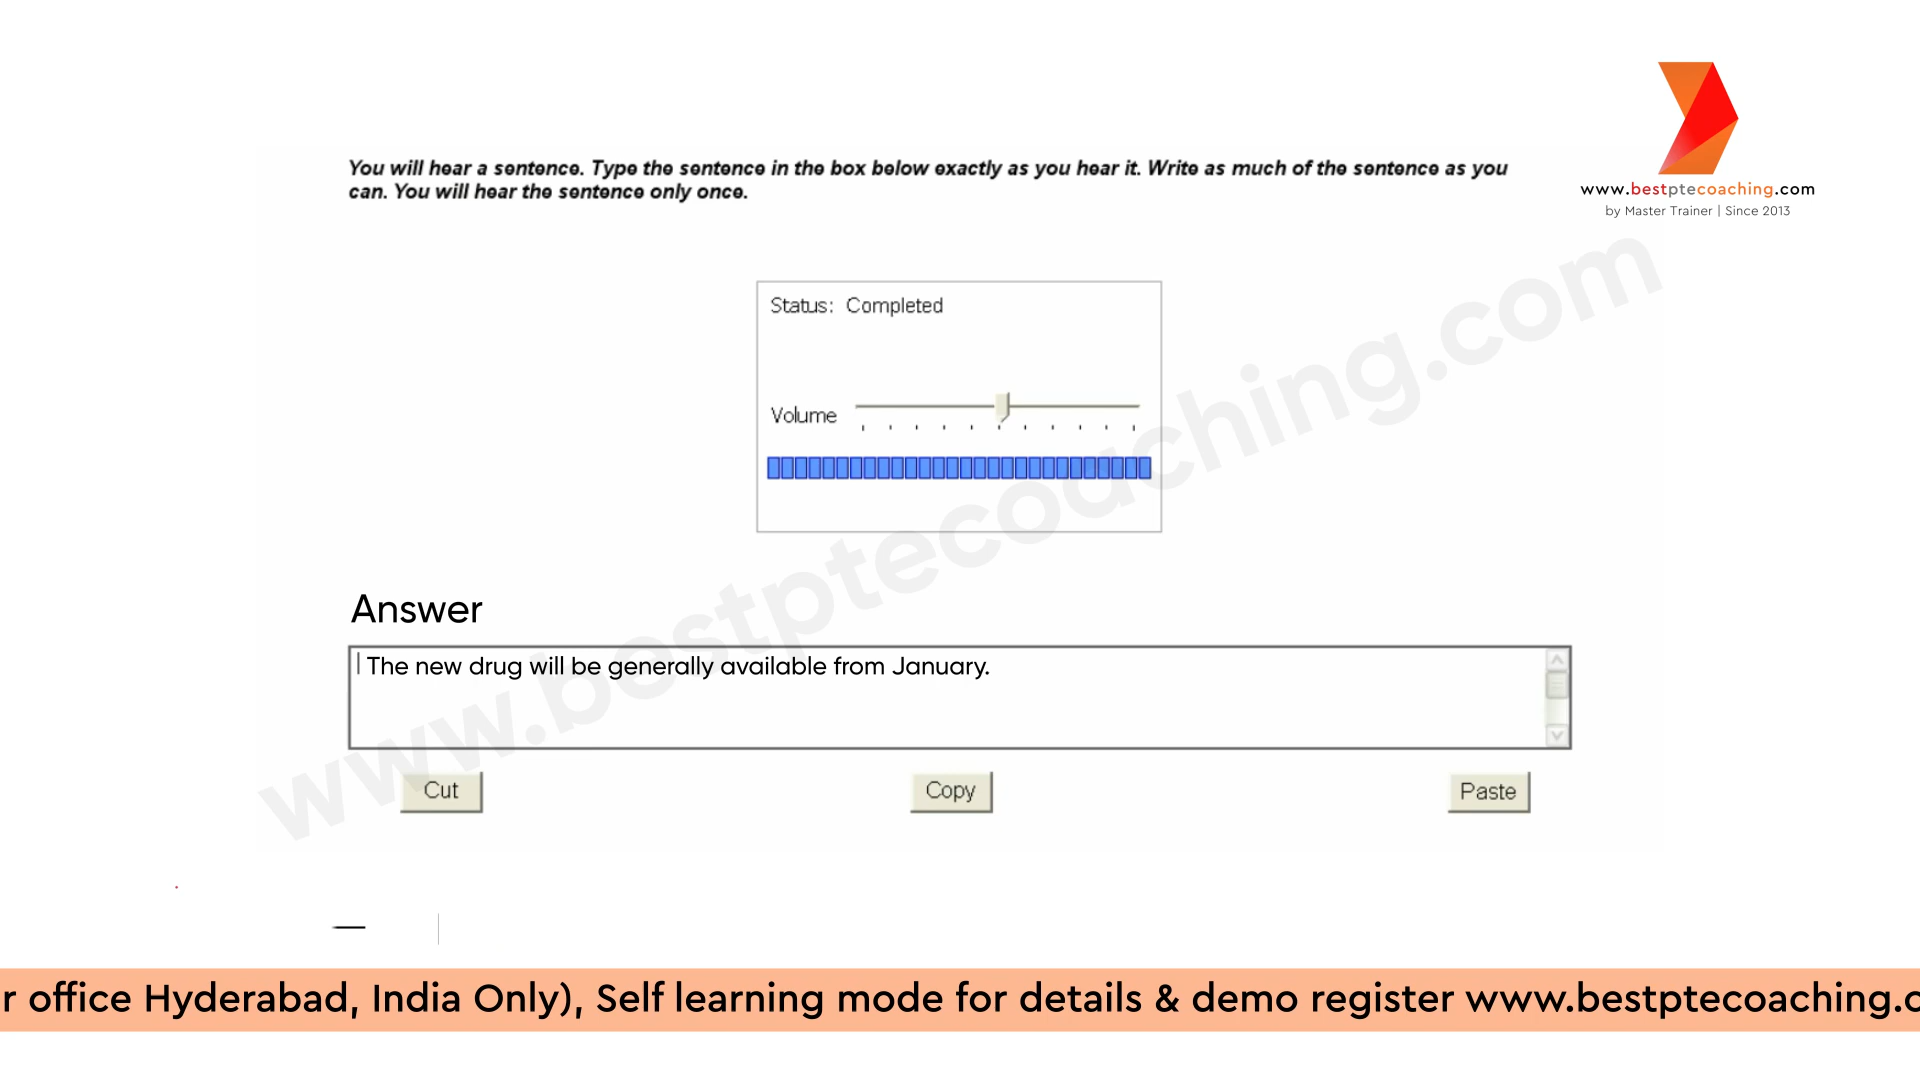 You will hear a sentence. Type the sentence in the box below exactly as you hear it. Write as much of the sentence as you
can. You will hear the sentence only once.
www.bestptecoaching.com
by Master Trainer | Since 2013
Status: Completed
Volume
www.bestptecoaching.com
Answer
The new drug will be generally available from January.
Cut
Copy
Paste
r office Hyderabad, India Only), Self learning mode for details & demo register www.bestptecoaching.c